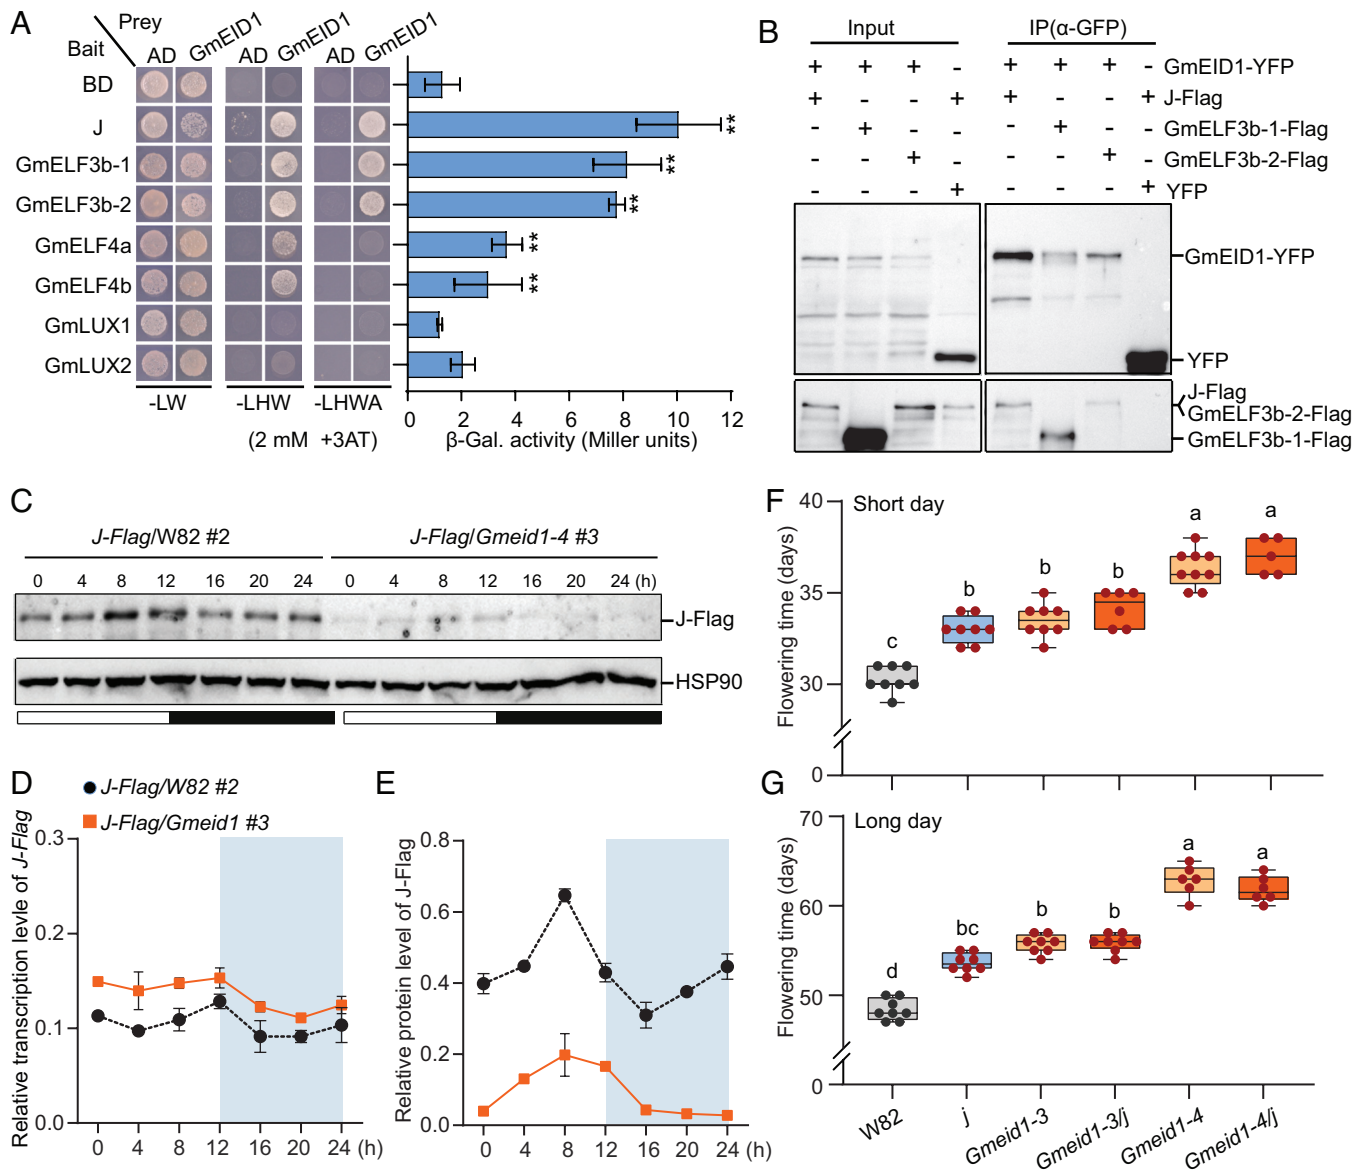 A
Prey
Bait
AD GmEID1 AD GmEID1 AD GmEID1
BD
J
GmELF3b-1
GmELF3b-2
GmELF4a
GmELF4b
GmLUX1
GmLUX2
**
**
**
**
**
-LW -LHW -LHWA
(2 mM +3AT)
0 2 4 6 8 10 12
β-Gal. activity (Miller units)
B
Input IP(α-GFP)
+ + + - + + + - GmEID1-YFP
+ - - + + - - + J-Flag
- + - - - + - - GmELF3b-1-Flag
- - + - - - + - GmELF3b-2-Flag
- - - + - - - + YFP
GmEID1-YFP
YFP
J-Flag
GmELF3b-2-Flag
GmELF3b-1-Flag
C
J-Flag/W82 #2 J-Flag/Gmeid1-4 #3
0 4 8 12 16 20 24 0 4 8 12 16 20 24 (h)
J-Flag
HSP90
D
J-Flag/W82 #2
J-Flag/Gmeid1 #3
Relative transcription levle of J-Flag
0.3
0.2
0.1
0.0
0 4 8 12 16 20 24 (h)
E
Relative protein level of J-Flag
0.8
0.6
0.4
0.2
0.0
0 4 8 12 16 20 24 (h)
F
Short day
Flowering time (days)
40
35
30
0
c b b b a a
G
Long day
Flowering time (days)
70
60
50
0
d bc b b a a
W82 j Gmeid1-3 Gmeid1-3/j Gmeid1-4 Gmeid1-4/j